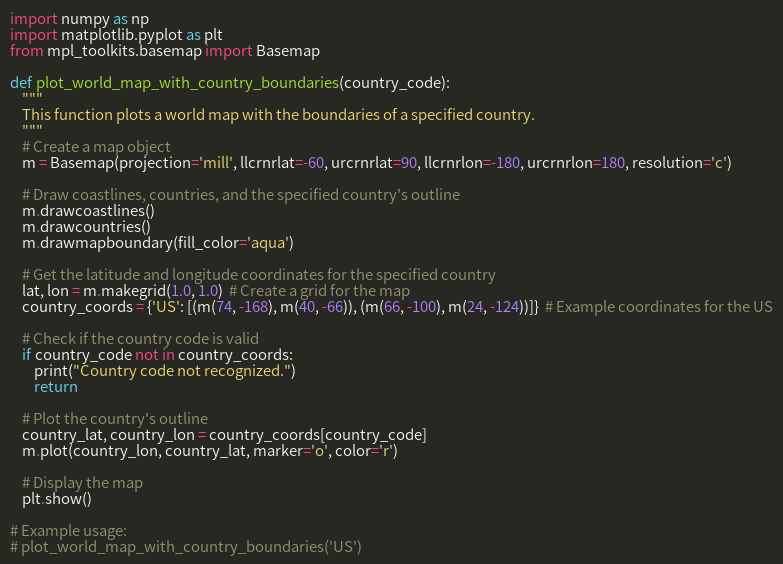 import numpy as np
import matplotlib.pyplot as plt
from mpl_toolkits.basemap import Basemap

def plot_world_map_with_country_boundaries(country_code):
    """
    This function plots a world map with the boundaries of a specified country.
    """
    # Create a map object
    m = Basemap(projection='mill', llcrnrlat=-60, urcrnrlat=90, llcrnrlon=-180, urcrnrlon=180, resolution='c')

    # Draw coastlines, countries, and the specified country's outline
    m.drawcoastlines()
    m.drawcountries()
    m.drawmapboundary(fill_color='aqua')

    # Get the latitude and longitude coordinates for the specified country
    lat, lon = m.makegrid(1.0, 1.0)  # Create a grid for the map
    country_coords = {'US': [(m(74, -168), m(40, -66)), (m(66, -100), m(24, -124))]}  # Example coordinates for the US

    # Check if the country code is valid
    if country_code not in country_coords:
        print("Country code not recognized.")
        return

    # Plot the country's outline
    country_lat, country_lon = country_coords[country_code]
    m.plot(country_lon, country_lat, marker='o', color='r')

    # Display the map
    plt.show()

# Example usage:
# plot_world_map_with_country_boundaries('US')